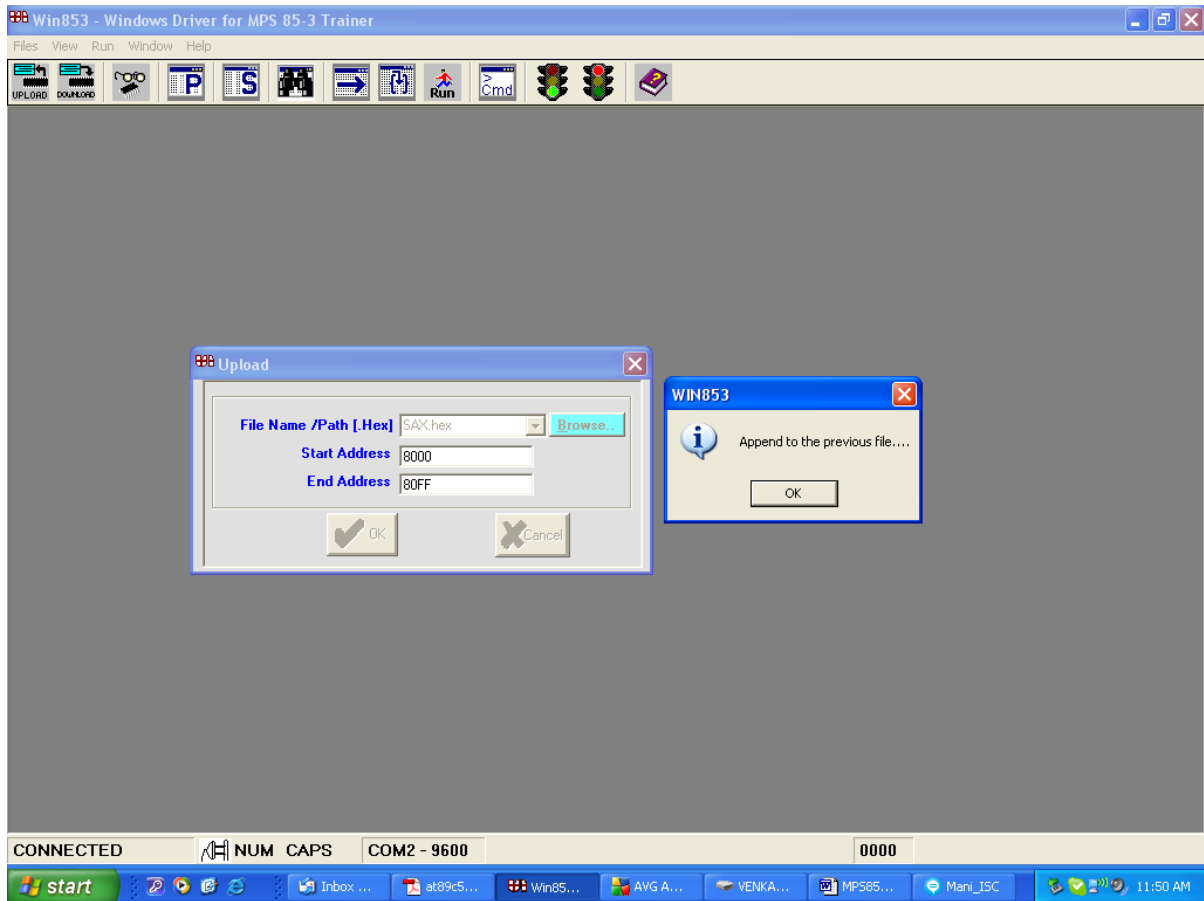 Win853 - Windows Driver for MPS 85-3 Trainer
Files View Run Window Help
UPLOAD DOWNLOAD P S Run >_ Cmd ?
Upload
File Name /Path [.Hex] SAX.hex Browse..
Start Address 8000
End Address 80FF
OK Cancel
WIN853
Append to the previous file....
OK
CONNECTED NUM CAPS COM2 - 9600 0000
start Inbox ... at89c5... Win85... AVG A... VENKA... MPS85... Mani_ISC 11:50 AM